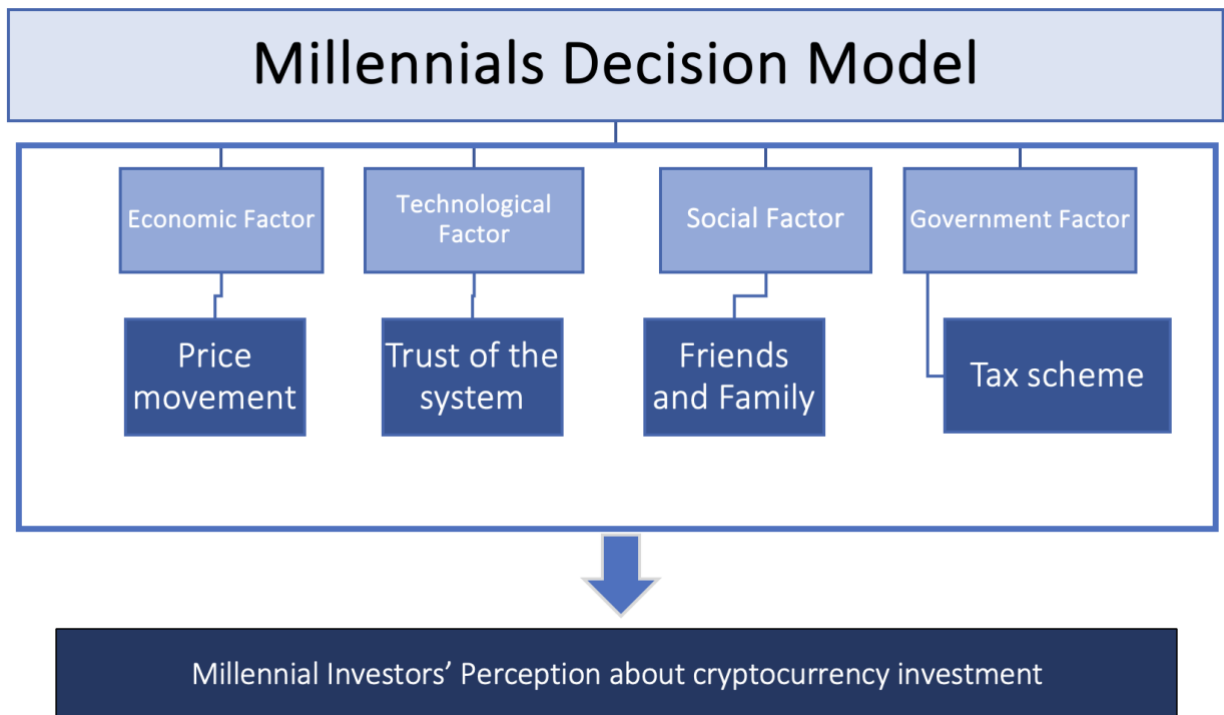 Millennials Decision Model
Economic Factor
Technological
Factor
Social Factor
Government Factor
Price
movement
Trust of the
system
Friends
and Family
Tax scheme
Millennial Investors’ Perception about cryptocurrency investment